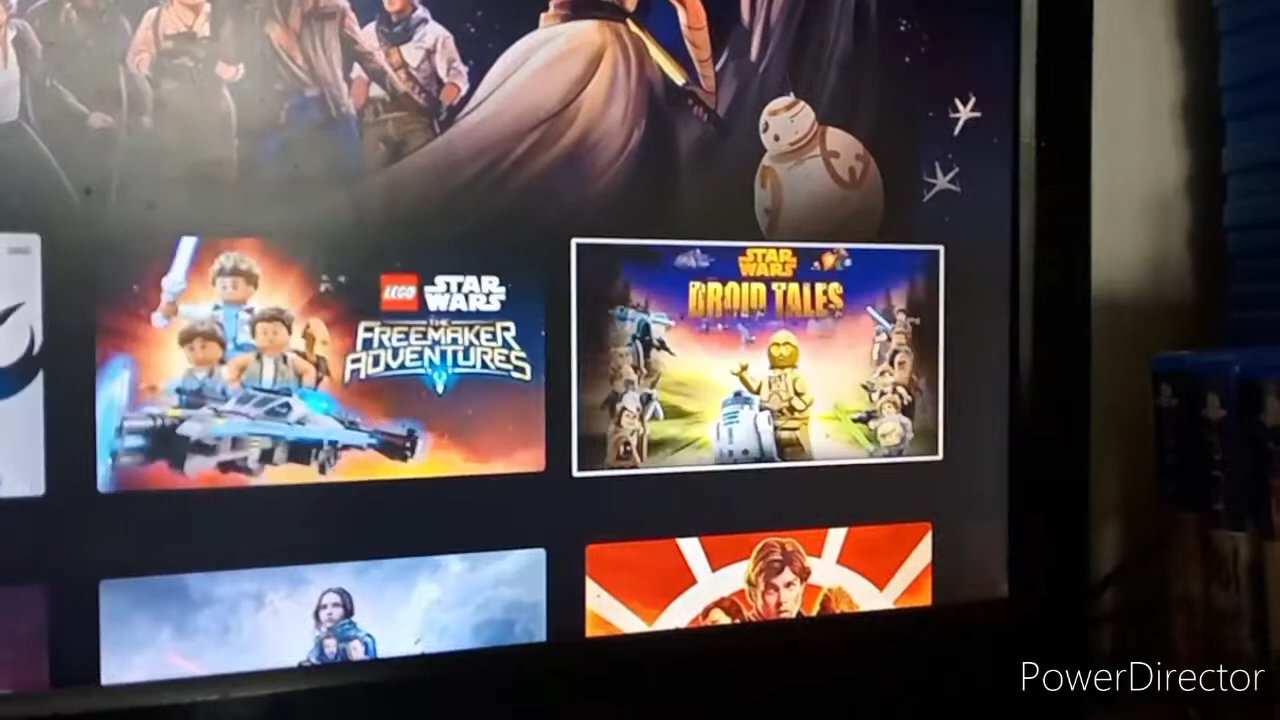 LEGO STAR WARS
THE
FREEMAKER
ADVENTURES
STAR
WARS
DROID TALES
PowerDirector